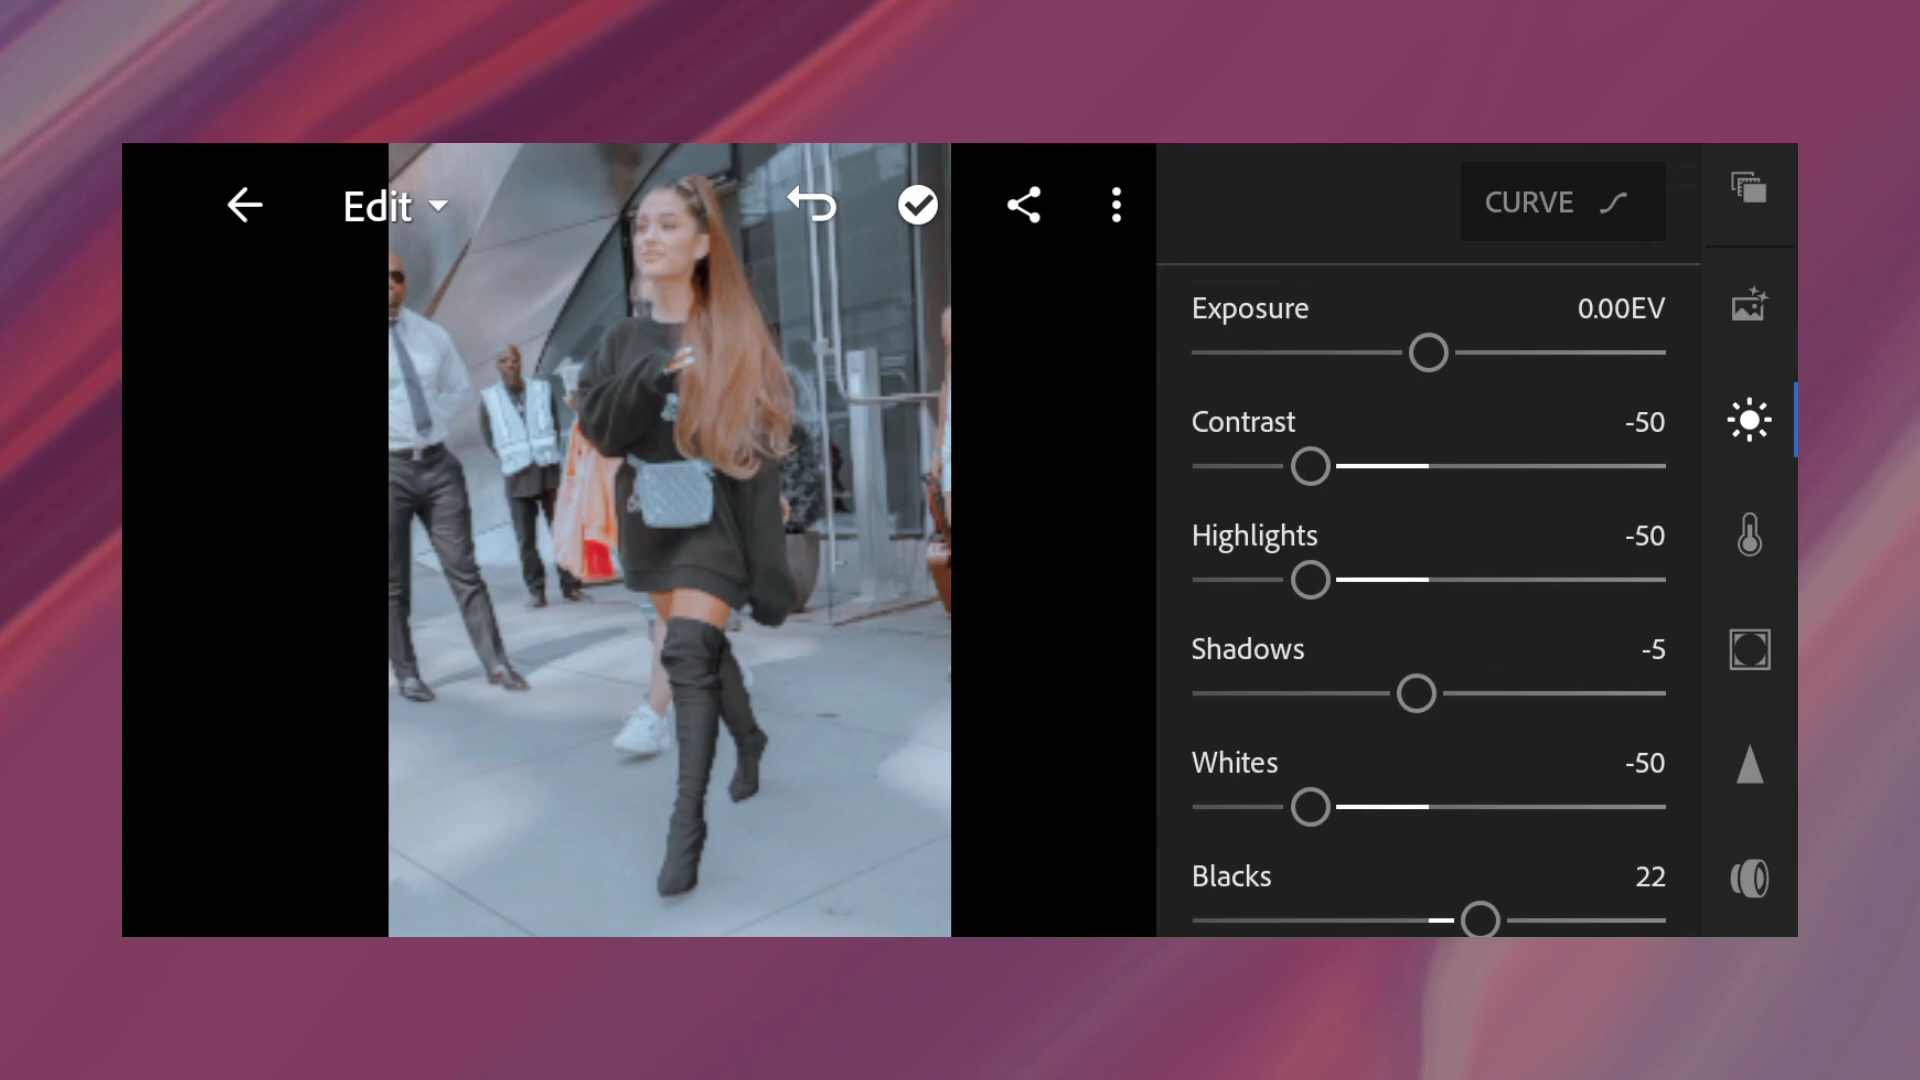 Edit
CURVE
Exposure 0.00EV
Contrast -50
Highlights -50
Shadows -5
Whites -50
Blacks 22